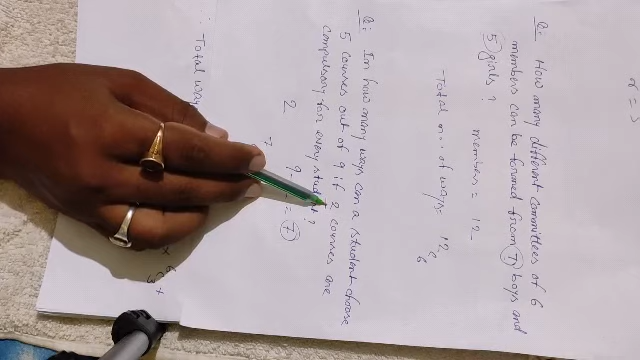 Q: How many different committees of 6
members can be formed from 7 boys and
5 girls?
members = 12
Total no. of ways = 12c6
Q: In how many ways can a student choose
5 courses out of 9 if 2 courses are
compulsory for every student?
2 9- = 7
∴ Total way